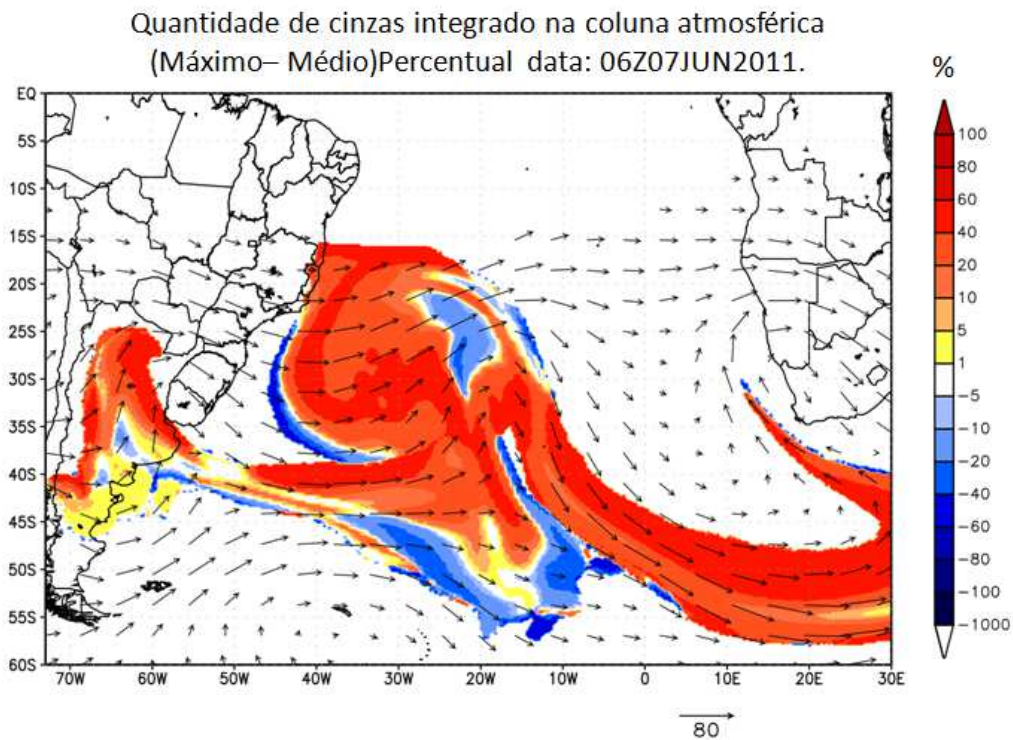 Quantidade de cinzas integrado na coluna atmosférica
(Máximo– Médio)Percentual data: 06Z07JUN2011.
%
EQ
5S
10S
15S
20S
25S
30S
35S
40S
45S
50S
55S
60S
70W 60W 50W 40W 30W 20W 10W 0 10E 20E 30E
100
80
60
40
20
10
5
1
−5
−10
−20
−40
−60
−80
−100
−1000
80